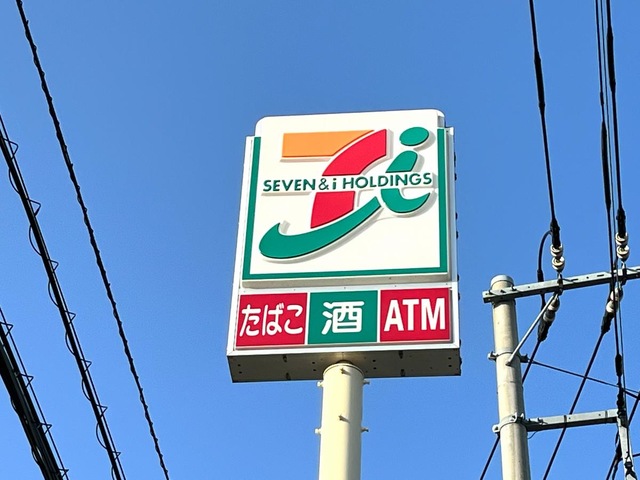 SEVEN&i HOLDINGS
たばこ 酒 ATM